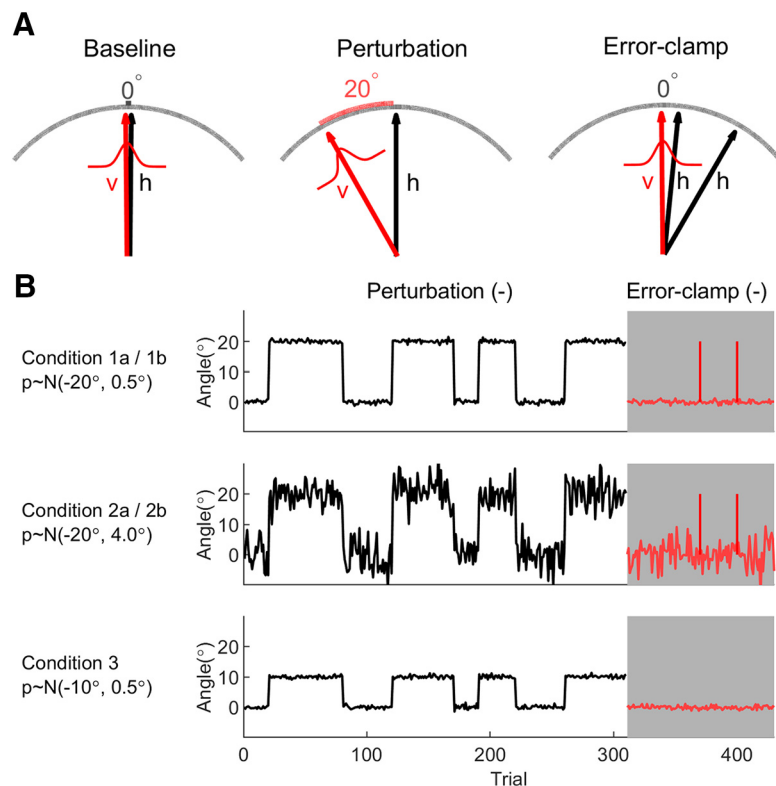 A
Baseline
Perturbation
Error-clamp
0°
20°
0°
v
h
v
h
v
h
h
B
Perturbation (-)
Error-clamp (-)
Condition 1a / 1b
p~N(-20°, 0.5°)
Angle(°)
20
10
0
Condition 2a / 2b
p~N(-20°, 4.0°)
Angle(°)
20
10
0
Condition 3
p~N(-10°, 0.5°)
Angle(°)
20
10
0
0
100
200
300
400
Trial